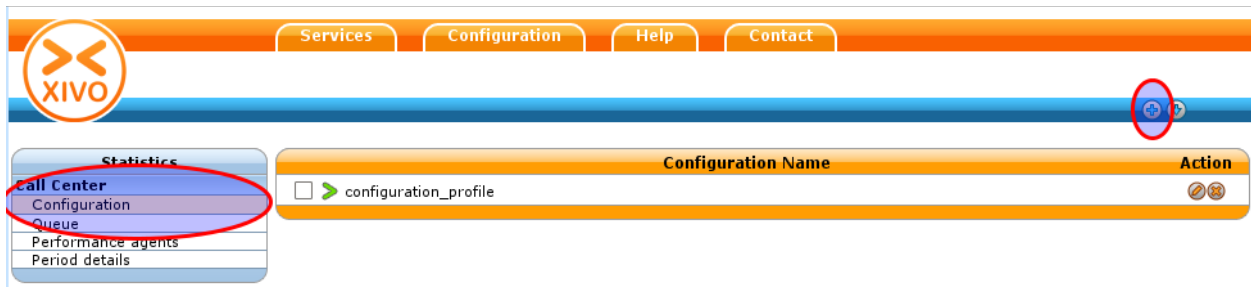 Services Configuration Help Contact
XIVO
Statistics
Configuration Name Action
Call Center
configuration_profile
Configuration
Queue
Performance agents
Period details